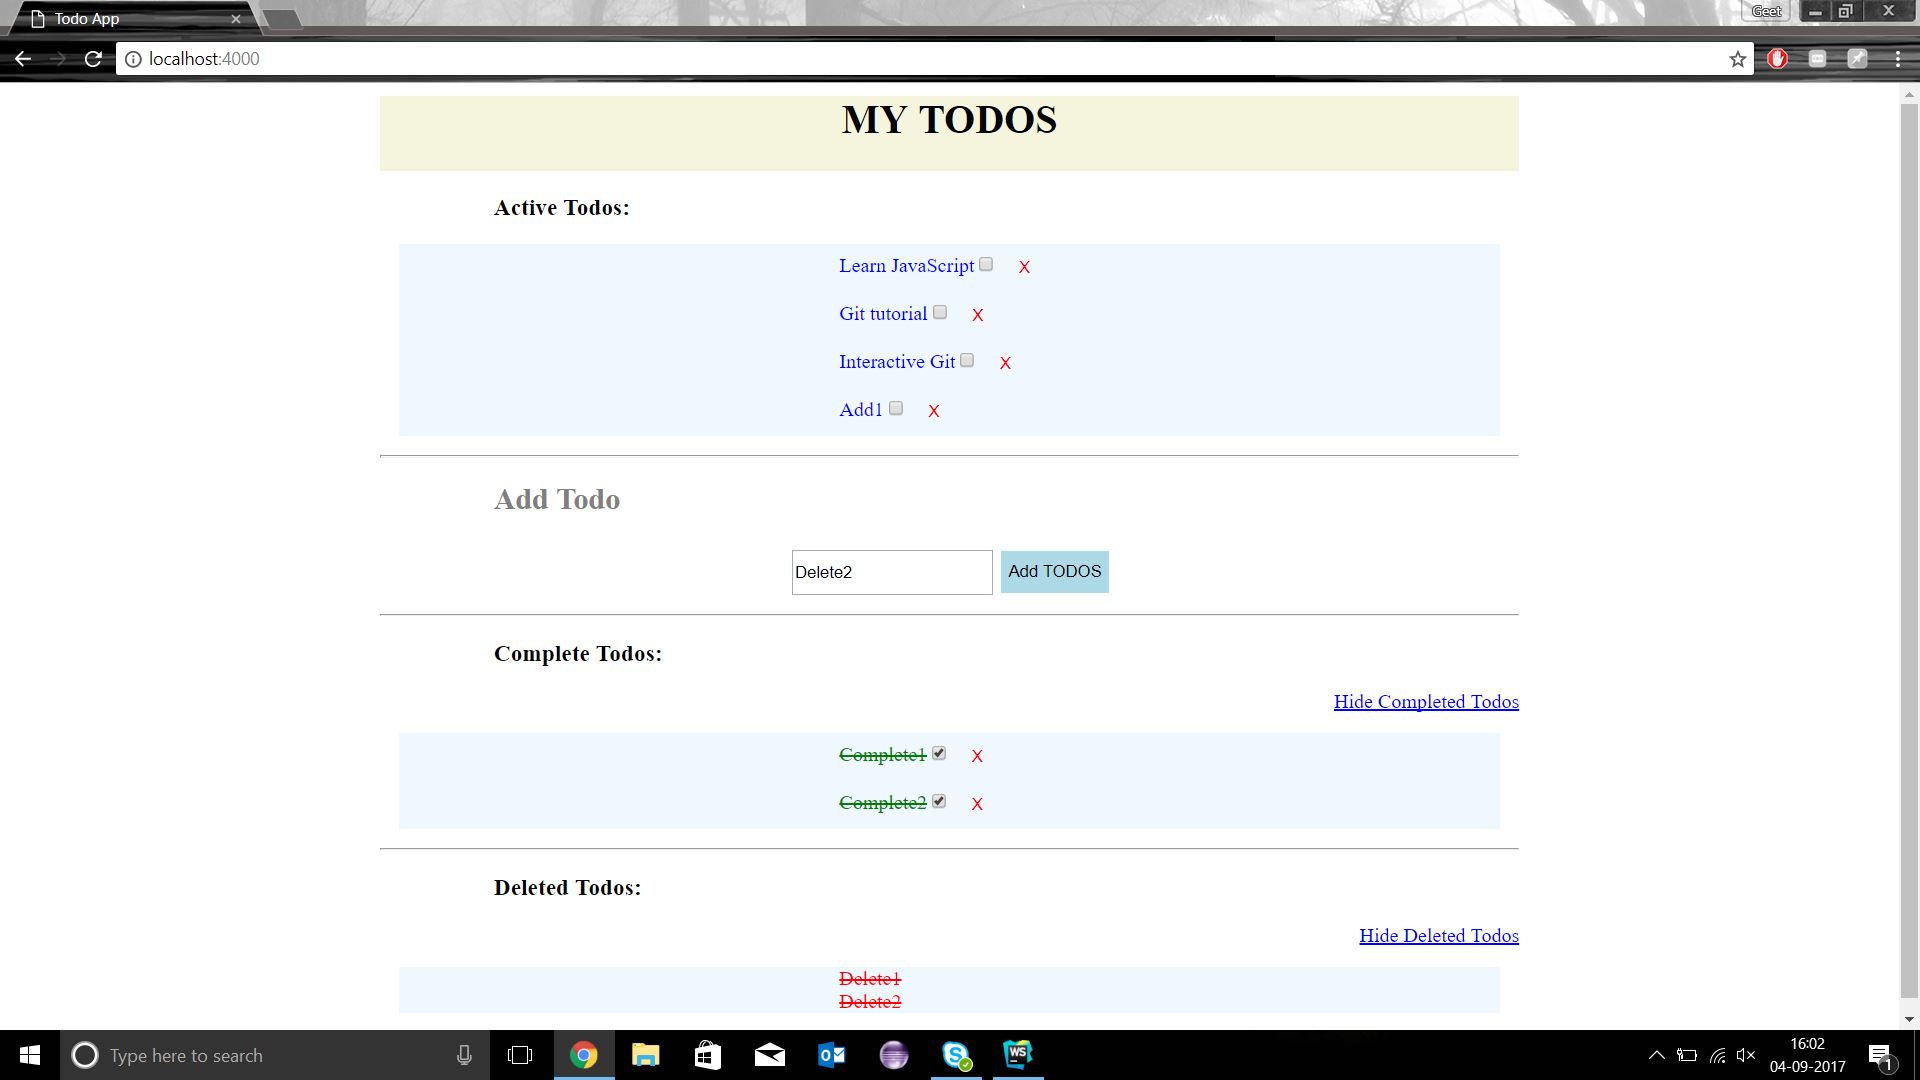 Todo App
Geet
localhost:4000
MY TODOS
Active Todos:
Learn JavaScript X
Git tutorial X
Interactive Git X
Add1 X
Add Todo
Delete2 Add TODOS
Complete Todos:
Hide Completed Todos
Complete1 X
Complete2 X
Deleted Todos:
Hide Deleted Todos
Delete1
Delete2
Type here to search
WS
16:02
04-09-2017
1